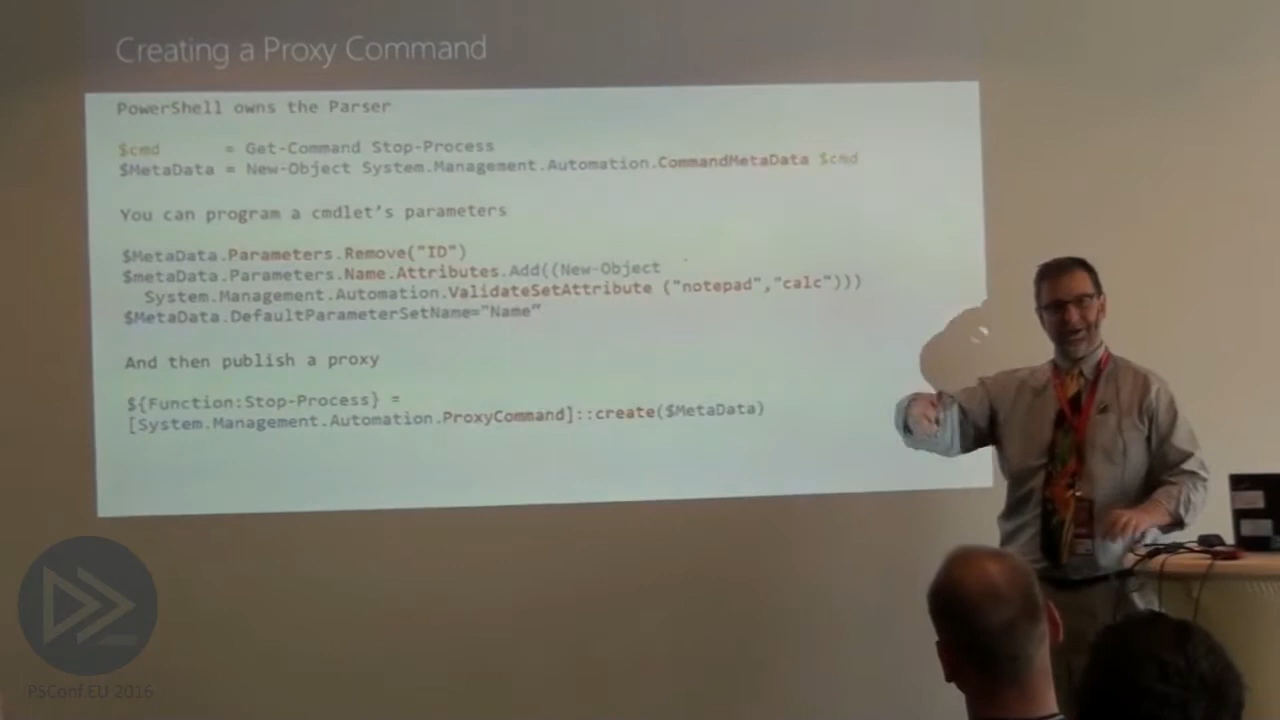 Creating a Proxy Command
PowerShell owns the Parser
$cmd = Get-Command Stop-Process
$MetaData = New-Object System.Management.Automation.CommandMetaData $cmd
You can program a cmdlet's parameters
$MetaData.Parameters.Remove("ID")
$metaData.Parameters.Name.Attributes.Add((New-Object
System.Management.Automation.ValidateSetAttribute ("notepad","calc")))
$MetaData.DefaultParameterSetName="Name"
And then publish a proxy
${Function:Stop-Process} =
[System.Management.Automation.ProxyCommand]::create($MetaData)
PSConf.EU 2016